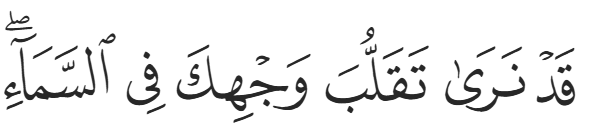 قَدْ نَرَىٰ تَقَلُّبَ وَجْهِكَ فِى ٱلسَّمَآءِ ۖ